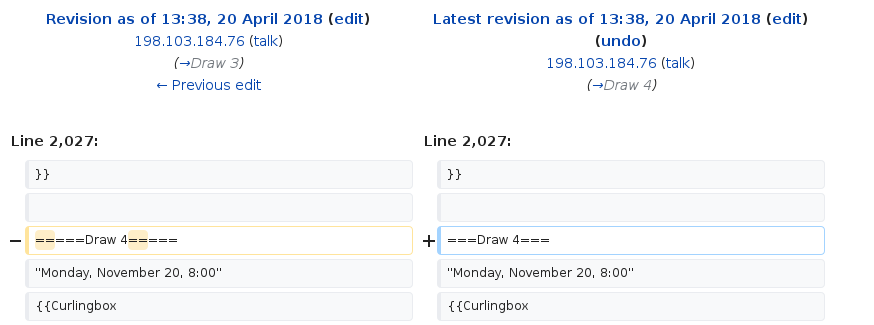 Revision as of 13:38, 20 April 2018 (edit)
198.103.184.76 (talk)
(→Draw 3)
← Previous edit
Latest revision as of 13:38, 20 April 2018 (edit)
(undo)
198.103.184.76 (talk)
(→Draw 4)
Line 2,027:
Line 2,027:
}}
}}
− =====Draw 4=====
+ ===Draw 4===
"Monday, November 20, 8:00"
"Monday, November 20, 8:00"
{{Curlingbox
{{Curlingbox